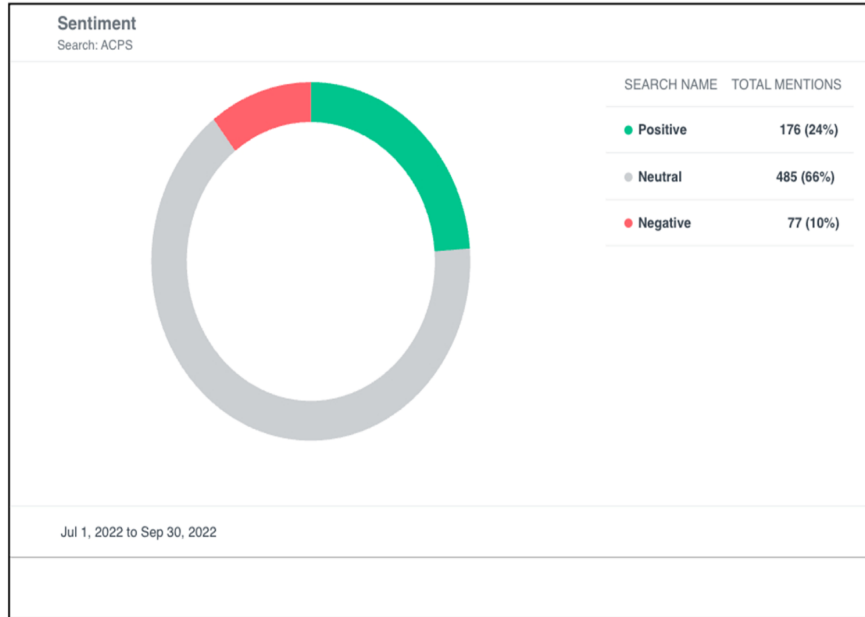 Sentiment
Search: ACPS
SEARCH NAME TOTAL MENTIONS
Positive 176 (24%)
Neutral 485 (66%)
Negative 77 (10%)
Jul 1, 2022 to Sep 30, 2022